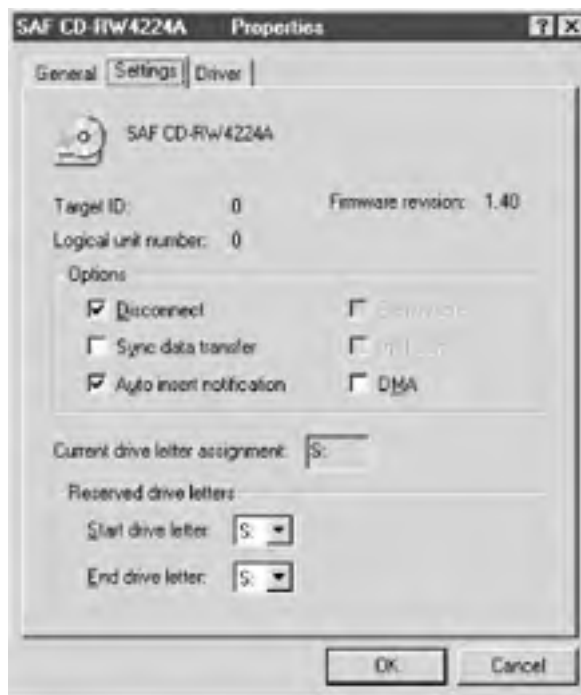 SAF CD-RW4224A Properties ? X
General Settings Driver
SAF CD-RW4224A
Target ID: 0 Firmware revision: 1.40
Logical unit number: 0
Options
Disconnect
Sync data transfer
Auto insert notification DMA
Current drive letter assignment: S:
Reserved drive letters
Start drive letter: S:
End drive letter: S:
OK Cancel